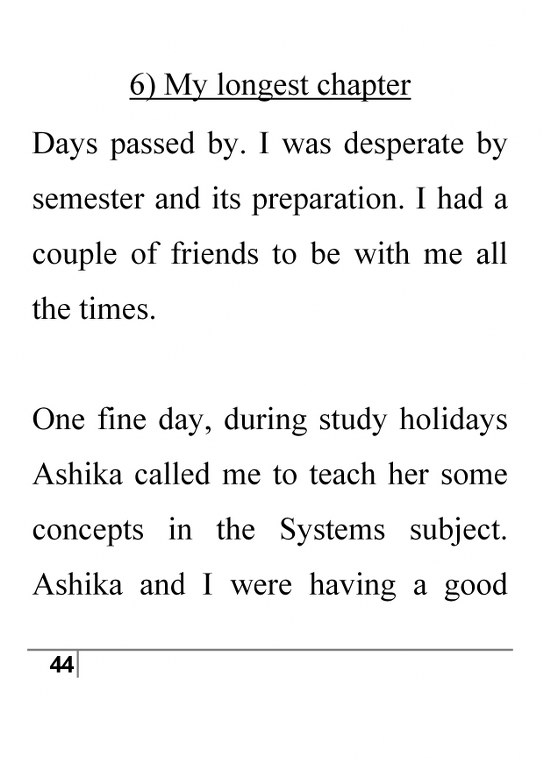 6) My longest chapter
Days passed by. I was desperate by
semester and its preparation. I had a
couple of friends to be with me all
the times.
One fine day, during study holidays
Ashika called me to teach her some
concepts in the Systems subject.
Ashika and I were having a good
44